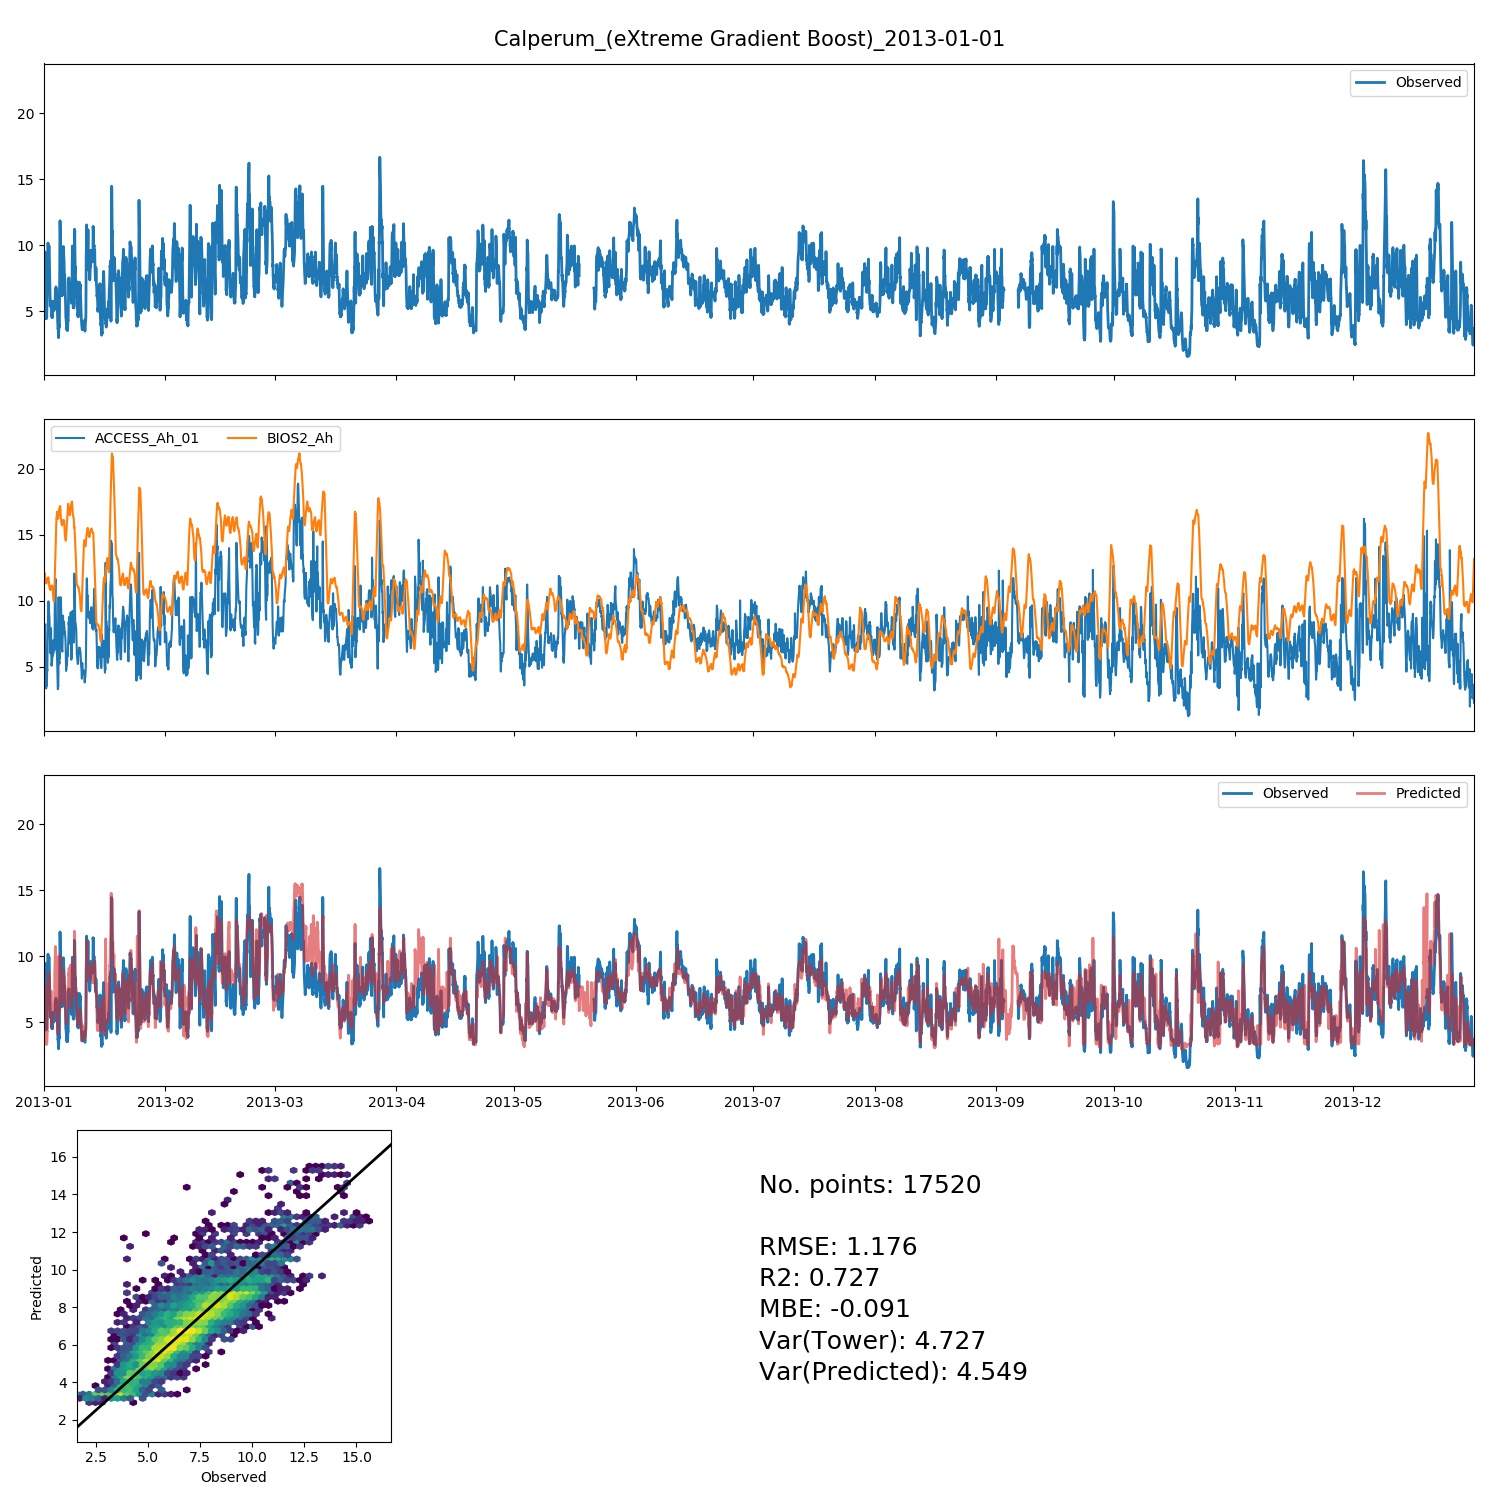 Calperum_(eXtreme Gradient Boost)_2013-01-01
Observed
20
15
10
5
ACCESS_Ah_01 BIOS2_Ah
20
15
10
5
Observed Predicted
20
15
10
5
2013-01 2013-02 2013-03 2013-04 2013-05 2013-06 2013-07 2013-08 2013-09 2013-10 2013-11 2013-12
16
14
12
10
8
6
4
2
Predicted
2.5 5.0 7.5 10.0 12.5 15.0
Observed
No. points: 17520
RMSE: 1.176
R2: 0.727
MBE: -0.091
Var(Tower): 4.727
Var(Predicted): 4.549